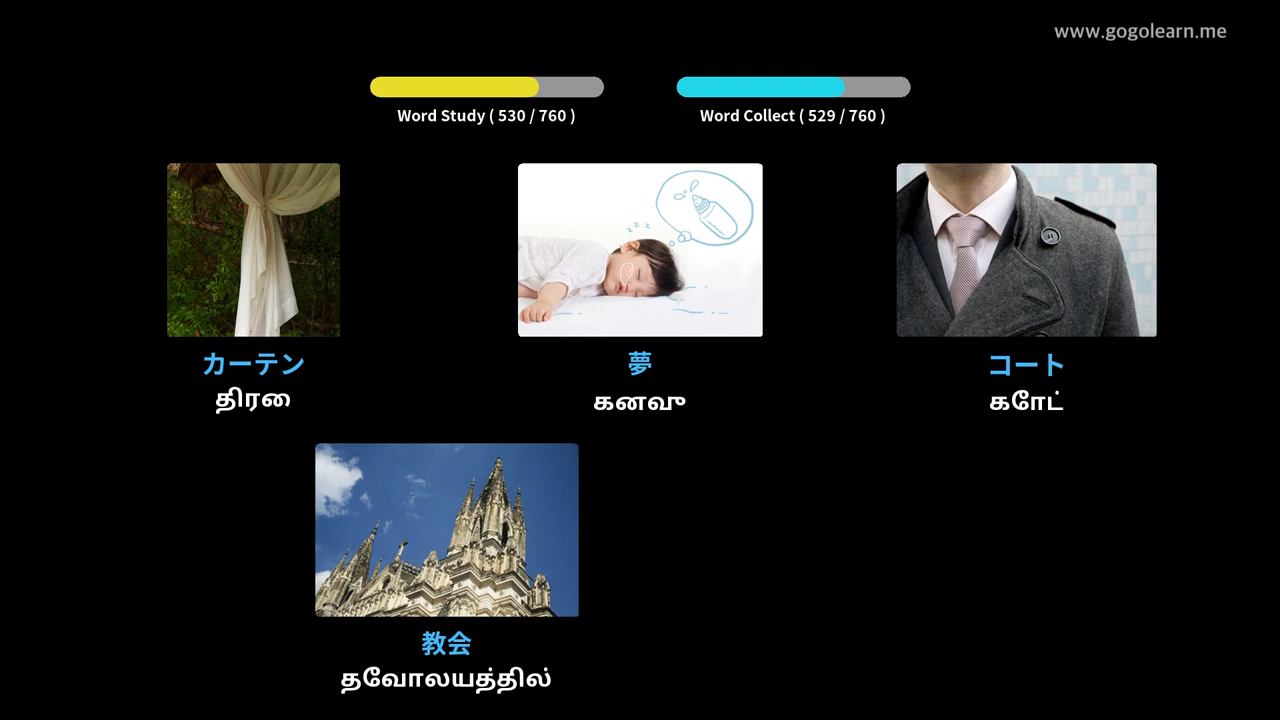 www.gogolearn.me
Word Study ( 530 / 760 )
Word Collect ( 529 / 760 )
カーテン
திரை
夢
கனவு
コート
கோட்
教会
தவோலயத்தில்